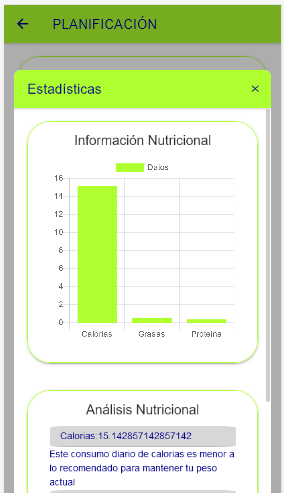 PLANIFICACIÓN
Estadísticas
×
Información Nutricional
Datos
16
14
12
10
8
6
4
2
0
Calorias
Grasas
Proteina
Análisis Nutricional
Calorias:15.142857142857142
Este consumo diario de calorias es menor a
lo recomendado para mantener tu peso
actual